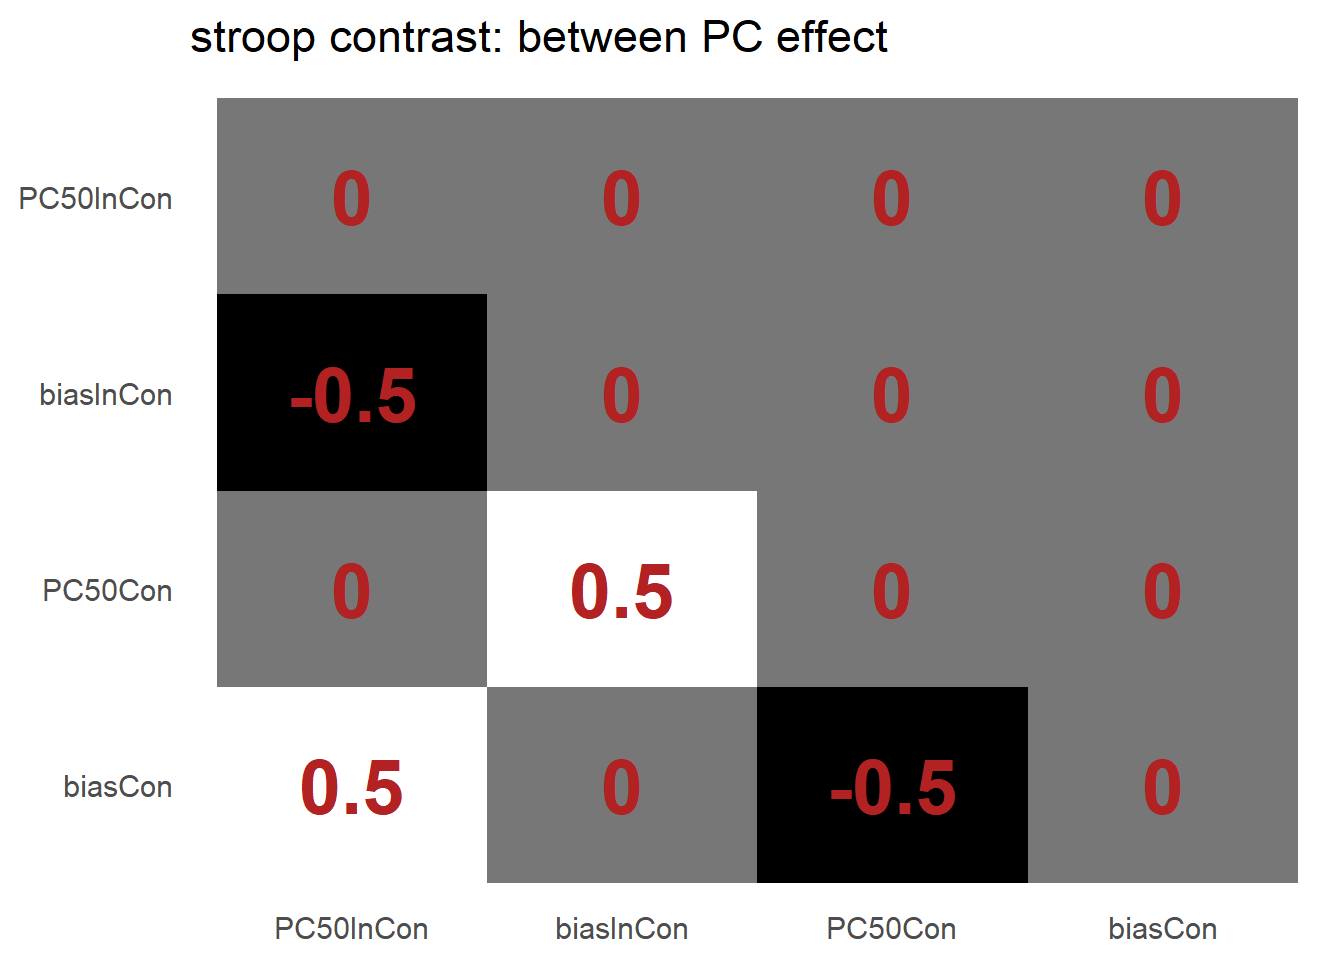 stroop contrast: between PC effect
PC50InCon 0 0 0 0
biasInCon -0.5 0 0 0
PC50Con 0 0.5 0 0
biasCon 0.5 0 -0.5 0
PC50InCon biasInCon PC50Con biasCon